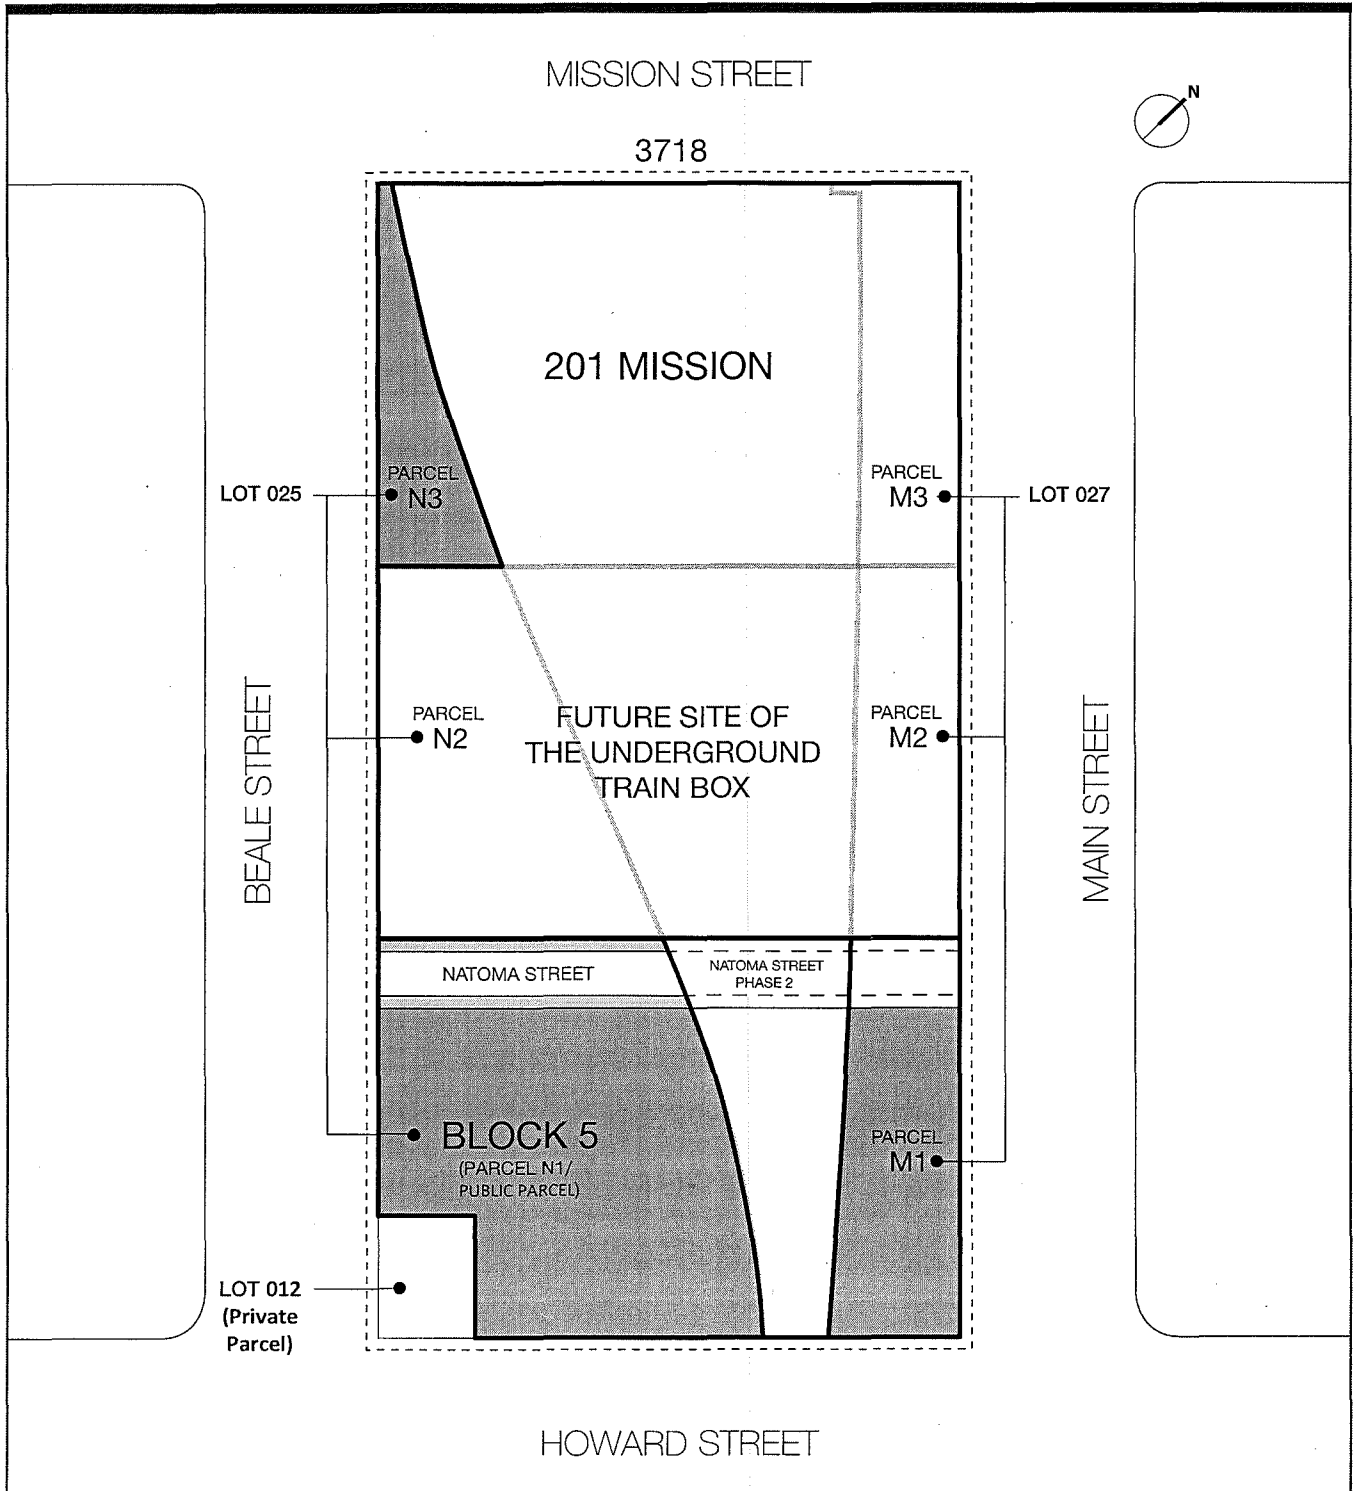 MISSION STREET
N
3718
201 MISSION
PARCEL
N3
LOT 025
PARCEL
M3
LOT 027
BEALE STREET
PARCEL
N2
FUTURE SITE OF
THE UNDERGROUND
TRAIN BOX
PARCEL
M2
MAIN STREET
NATOMA STREET
NATOMA STREET
PHASE 2
BLOCK 5
(PARCEL N1/
PUBLIC PARCEL)
PARCEL
M1
LOT 012
(Private
Parcel)
HOWARD STREET